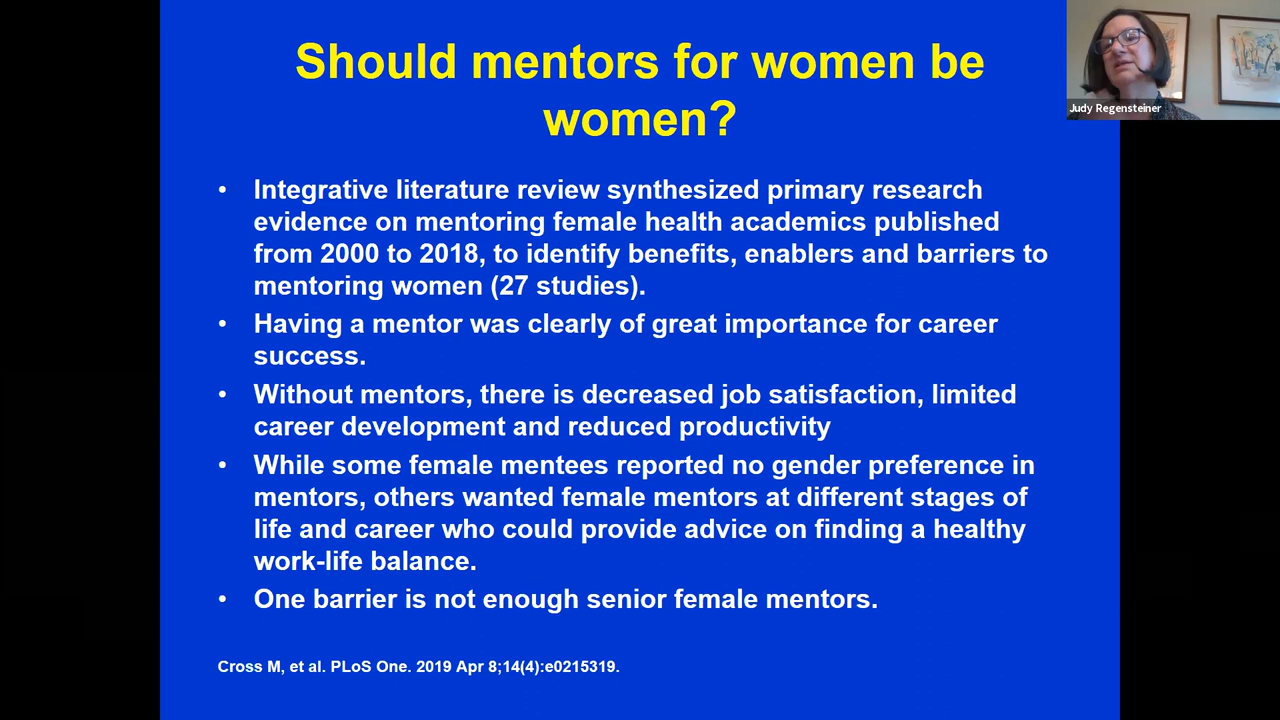 Should mentors for women be
women?
Judy Regensteiner
• Integrative literature review synthesized primary research
evidence on mentoring female health academics published
from 2000 to 2018, to identify benefits, enablers and barriers to
mentoring women (27 studies).
• Having a mentor was clearly of great importance for career
success.
• Without mentors, there is decreased job satisfaction, limited
career development and reduced productivity
• While some female mentees reported no gender preference in
mentors, others wanted female mentors at different stages of
life and career who could provide advice on finding a healthy
work-life balance.
• One barrier is not enough senior female mentors.
Cross M, et al. PLoS One. 2019 Apr 8;14(4):e0215319.